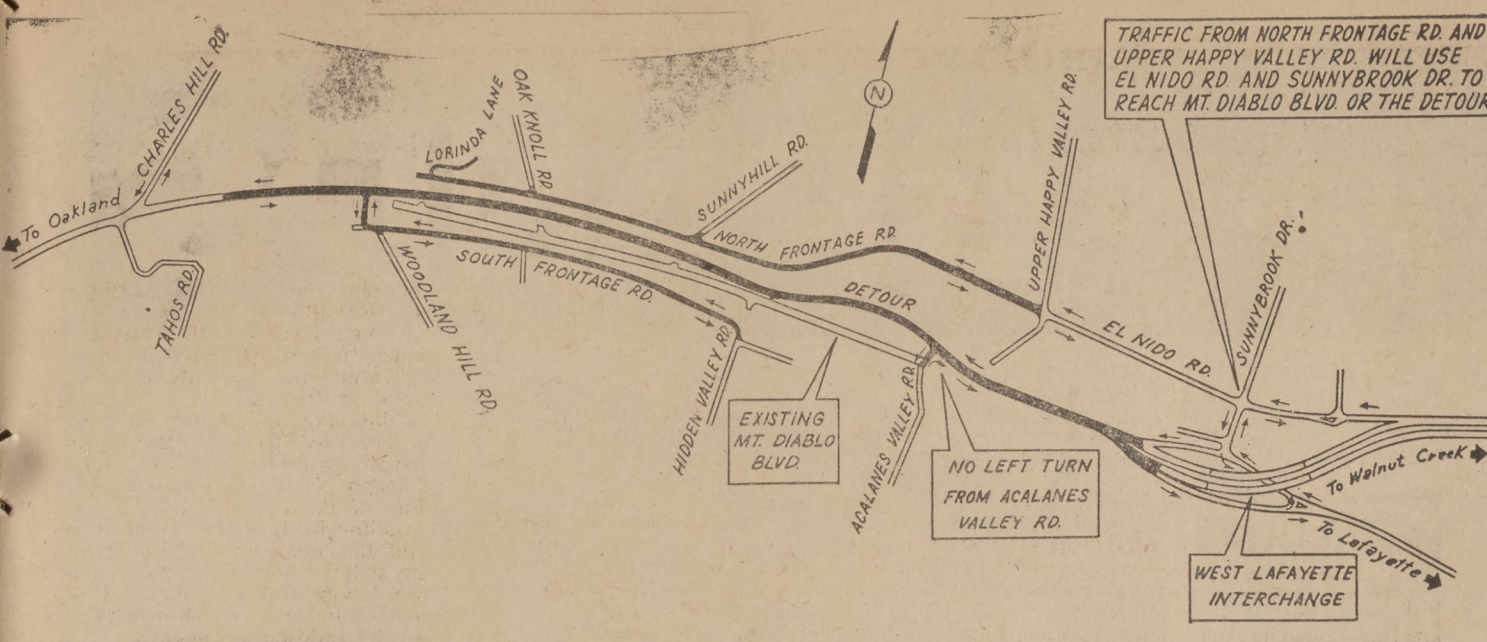 TRAFFIC FROM NORTH FRONTAGE RD. AND
UPPER HAPPY VALLEY RD. WILL USE
EL NIDO RD. AND SUNNYBROOK DR. TO
REACH MT. DIABLO BLVD. OR THE DETOUR
CHARLES HILL RD.
To Oakland
TAHOS RD.
LORINDA LANE
OAK KNOLL RD
N
SUNNYHILL RD.
NORTH FRONTAGE RD.
UPPER HAPPY VALLEY RD.
SUNNYBROOK DR.
WOODLAND HILL RD.
SOUTH FRONTAGE RD.
DETOUR
EL NIDO RD.
HIDDEN VALLEY RD.
EXISTING
MT. DIABLO
BLVD.
ACALANES VALLEY RD.
NO LEFT TURN
FROM ACALANES
VALLEY RD.
To Walnut Creek
To Lafayette
WEST LAFAYETTE
INTERCHANGE